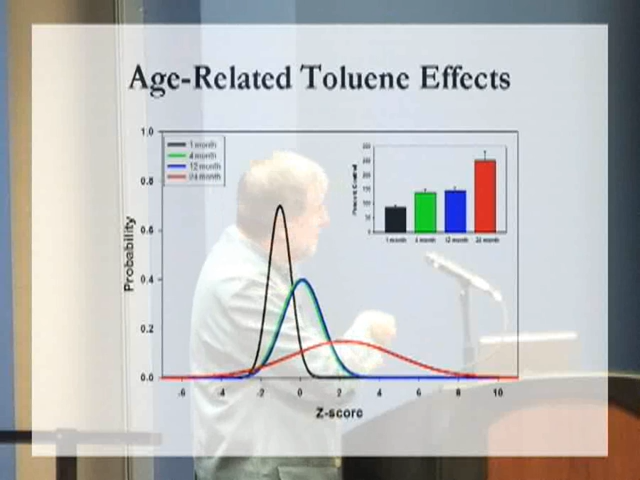 Age-Related Toluene Effects
1.0
0.8
0.6
0.4
0.2
0.0
Probability
1 month
4 month
12 month
24 month
Percent Control
1 month 4 month 12 month 24 month
-6 -4 -2 0 2 4 6 8 10
Z-score